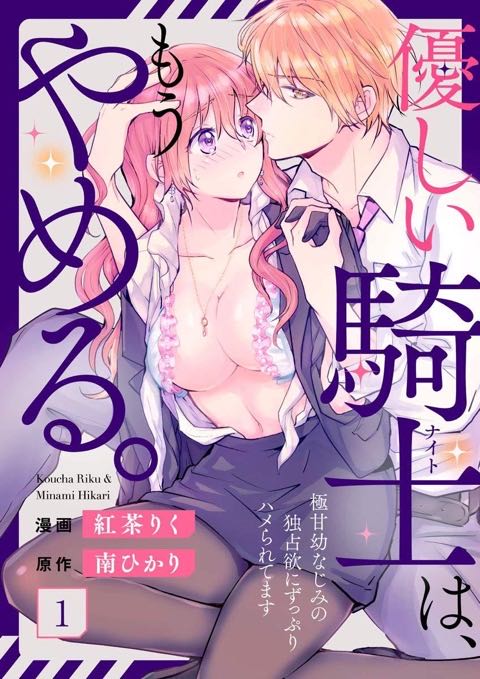 優しい騎士は、
ナイト
もう
やめる。
極甘幼なじみの
独占欲にずっぷり
ハメられてます
Koucha Riku &
Minami Hikari
漫画 紅茶りく
原作 南ひかり
1